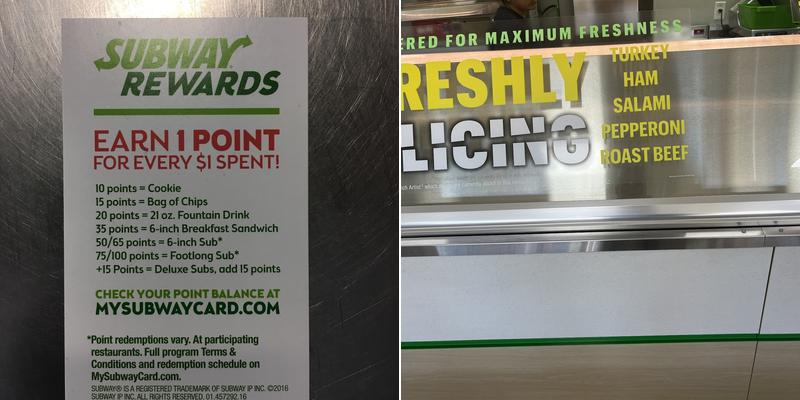 SUBWAY
REWARDS
EARN 1 POINT
FOR EVERY $1 SPENT!
10 points = Cookie
15 points = Bag of Chips
20 points = 21 oz. Fountain Drink
35 points = 6-inch Breakfast Sandwich
50/65 points = 6-inch Sub*
75/100 points = Footlong Sub*
+15 Points = Deluxe Subs, add 15 points
CHECK YOUR POINT BALANCE AT
MYSUBWAYCARD.COM
*Point redemptions vary. At participating
restaurants. Full program Terms &
Conditions and redemption schedule on
MySubwayCard.com.
SUBWAY® IS A REGISTERED TRADEMARK OF SUBWAY IP INC. ©2016
SUBWAY IP INC. ALL RIGHTS RESERVED. 01.457292.16
ERED FOR MAXIMUM FRESHNESS
RESHLY
LICING
TURKEY
HAM
SALAMI
PEPPERONI
ROAST BEEF